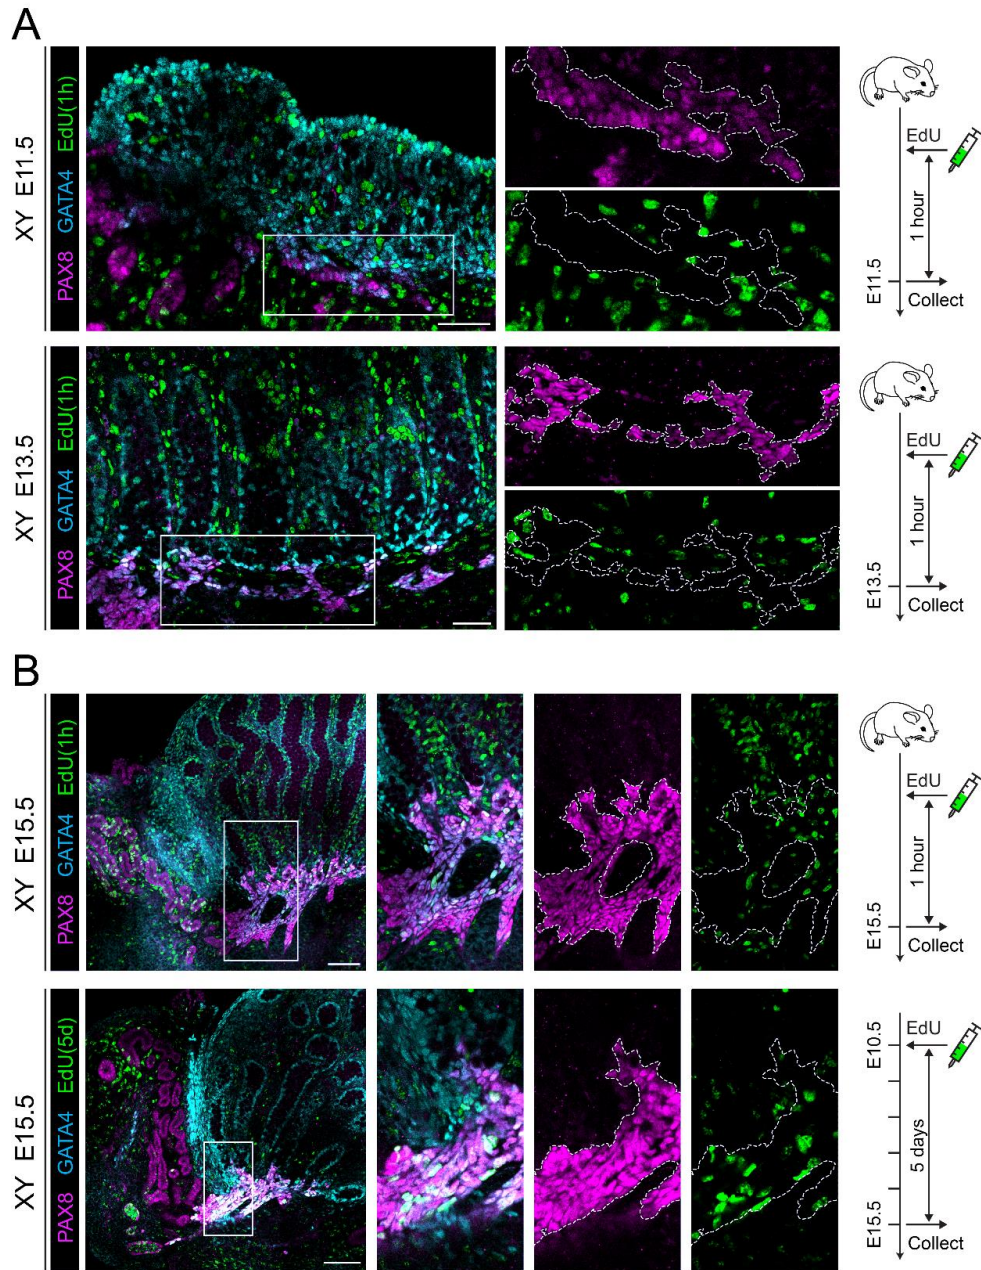 A
XY E11.5
PAX8 GATA4 EdU(1h)
EdU
1 hour
E11.5
Collect
XY E13.5
PAX8 GATA4 EdU(1h)
EdU
1 hour
E13.5
Collect
B
XY E15.5
PAX8 GATA4 EdU(1h)
EdU
1 hour
E15.5
Collect
XY E15.5
PAX8 GATA4 EdU(5d)
E10.5
EdU
5 days
E15.5
Collect